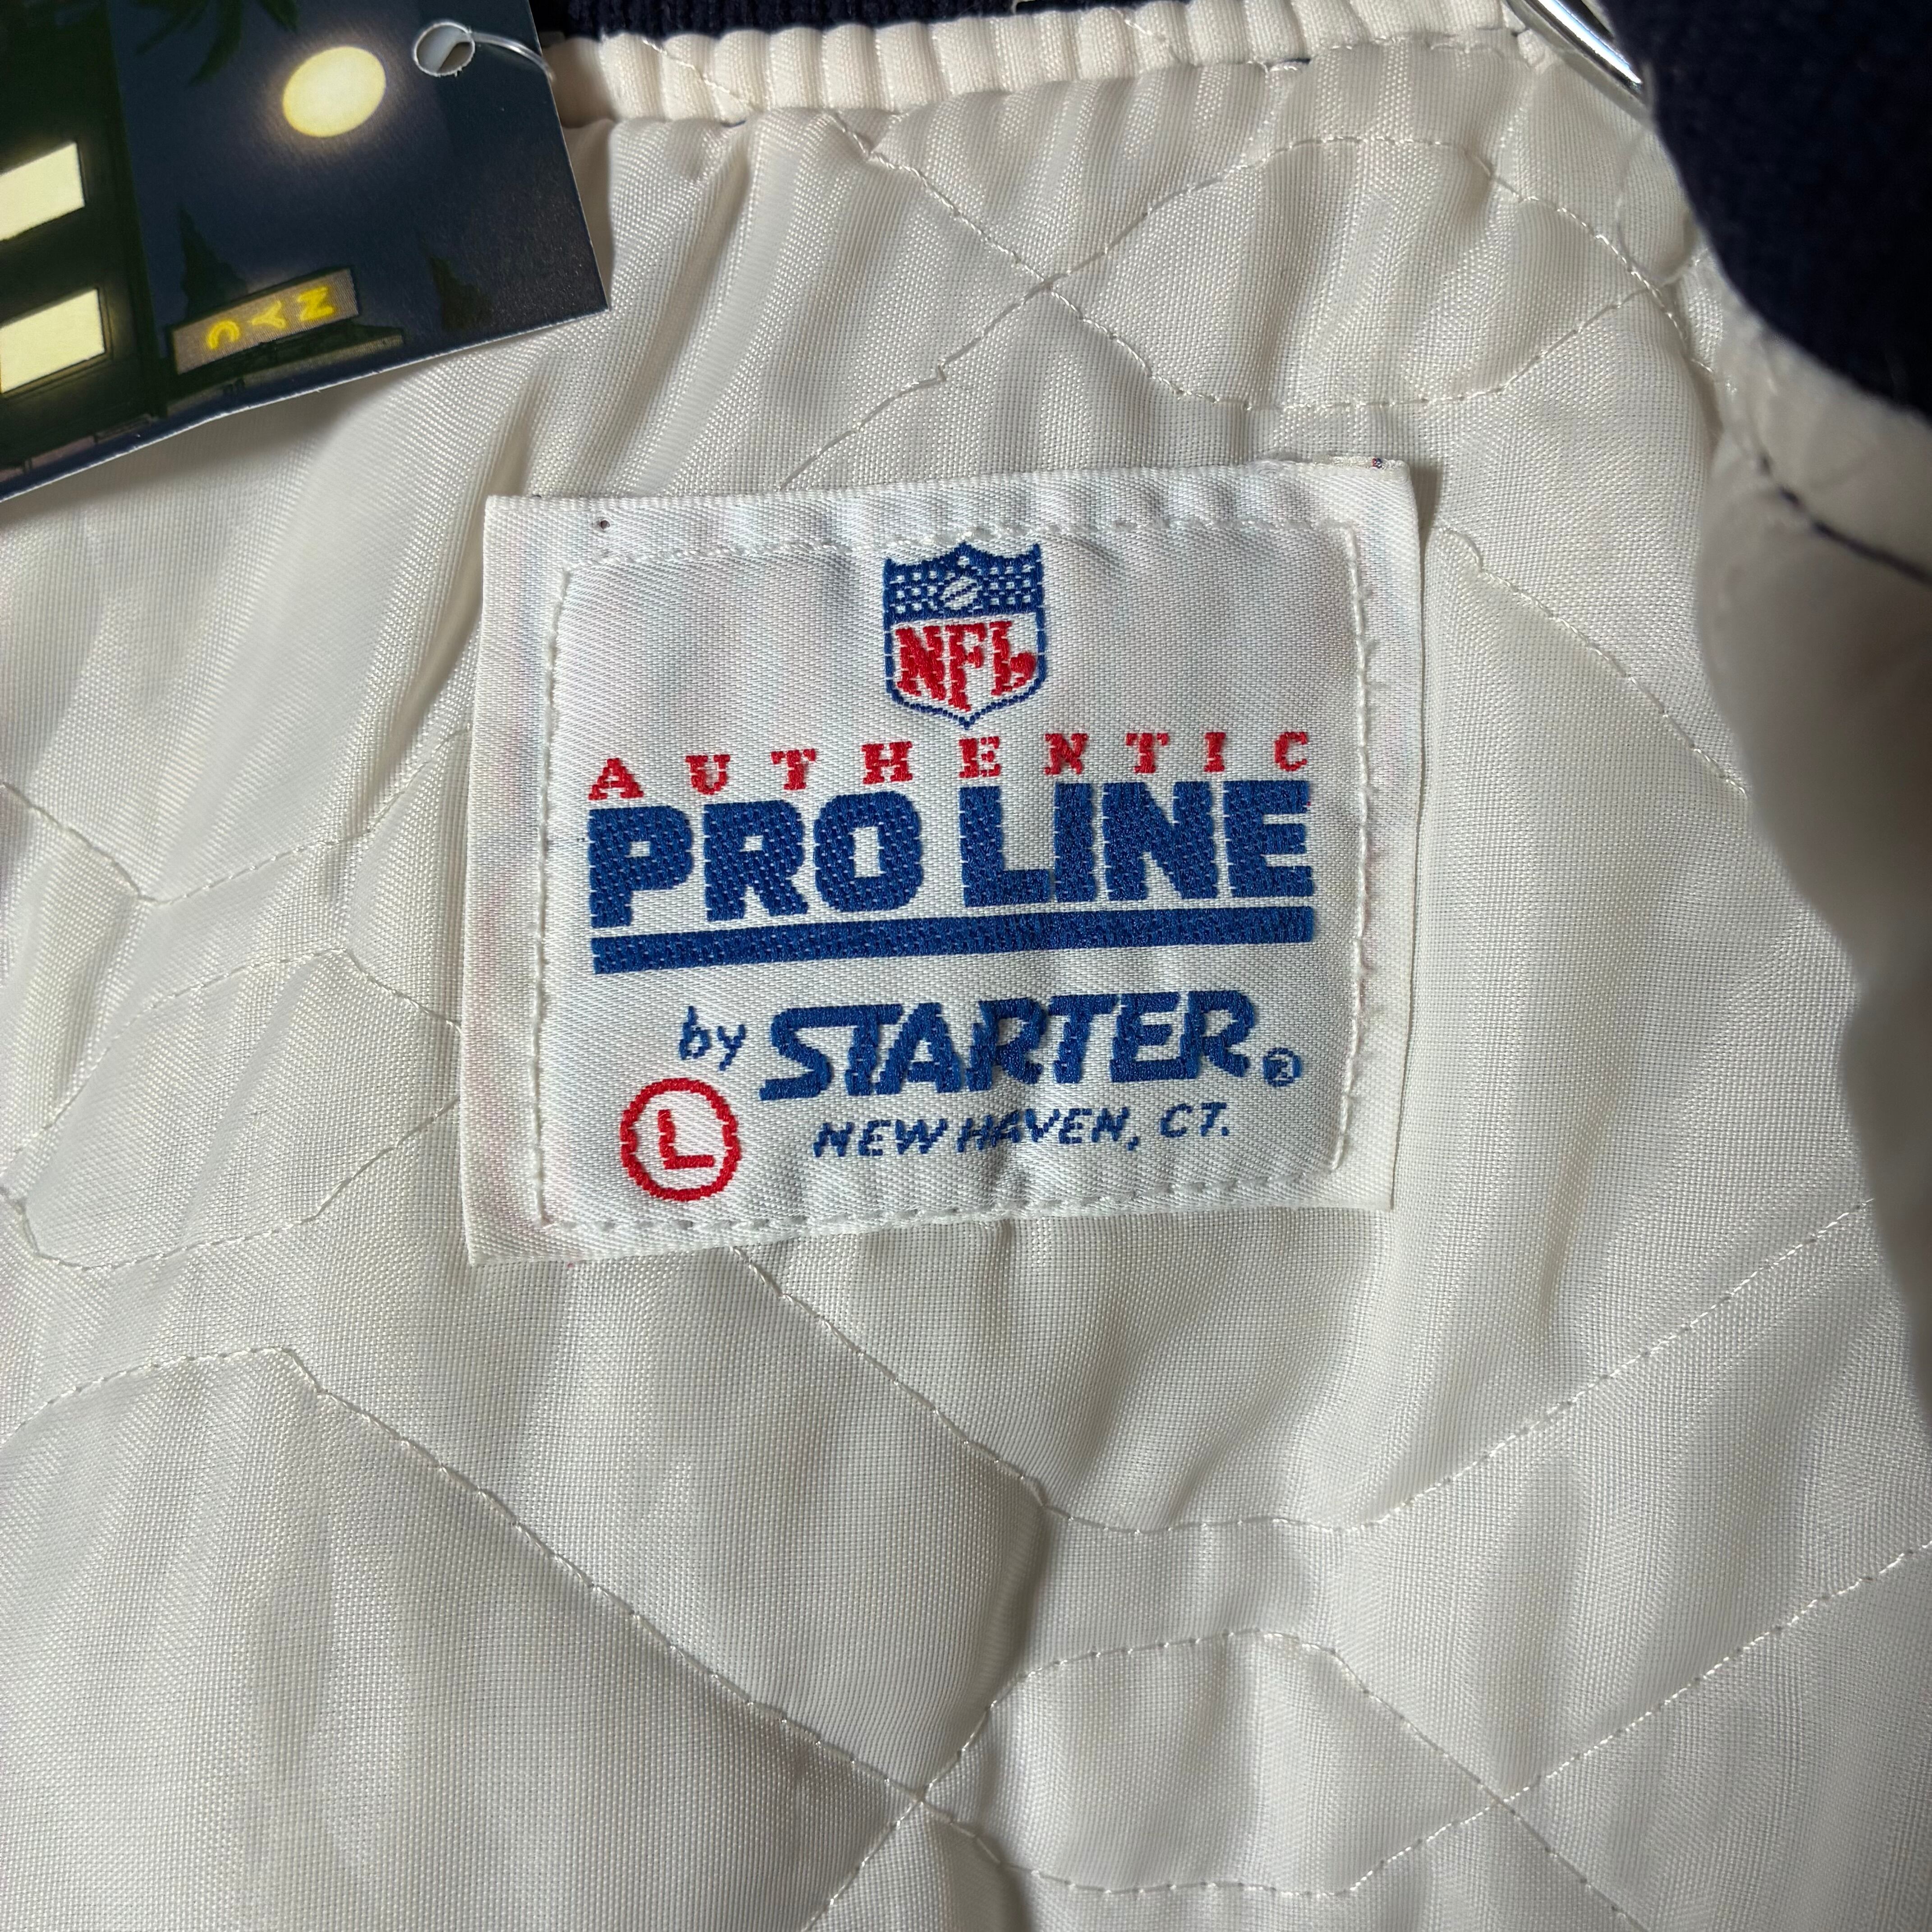 NYC
NFL
AUTHENTIC
PRO LINE
by STARTER®
L
NEW HAVEN, CT.